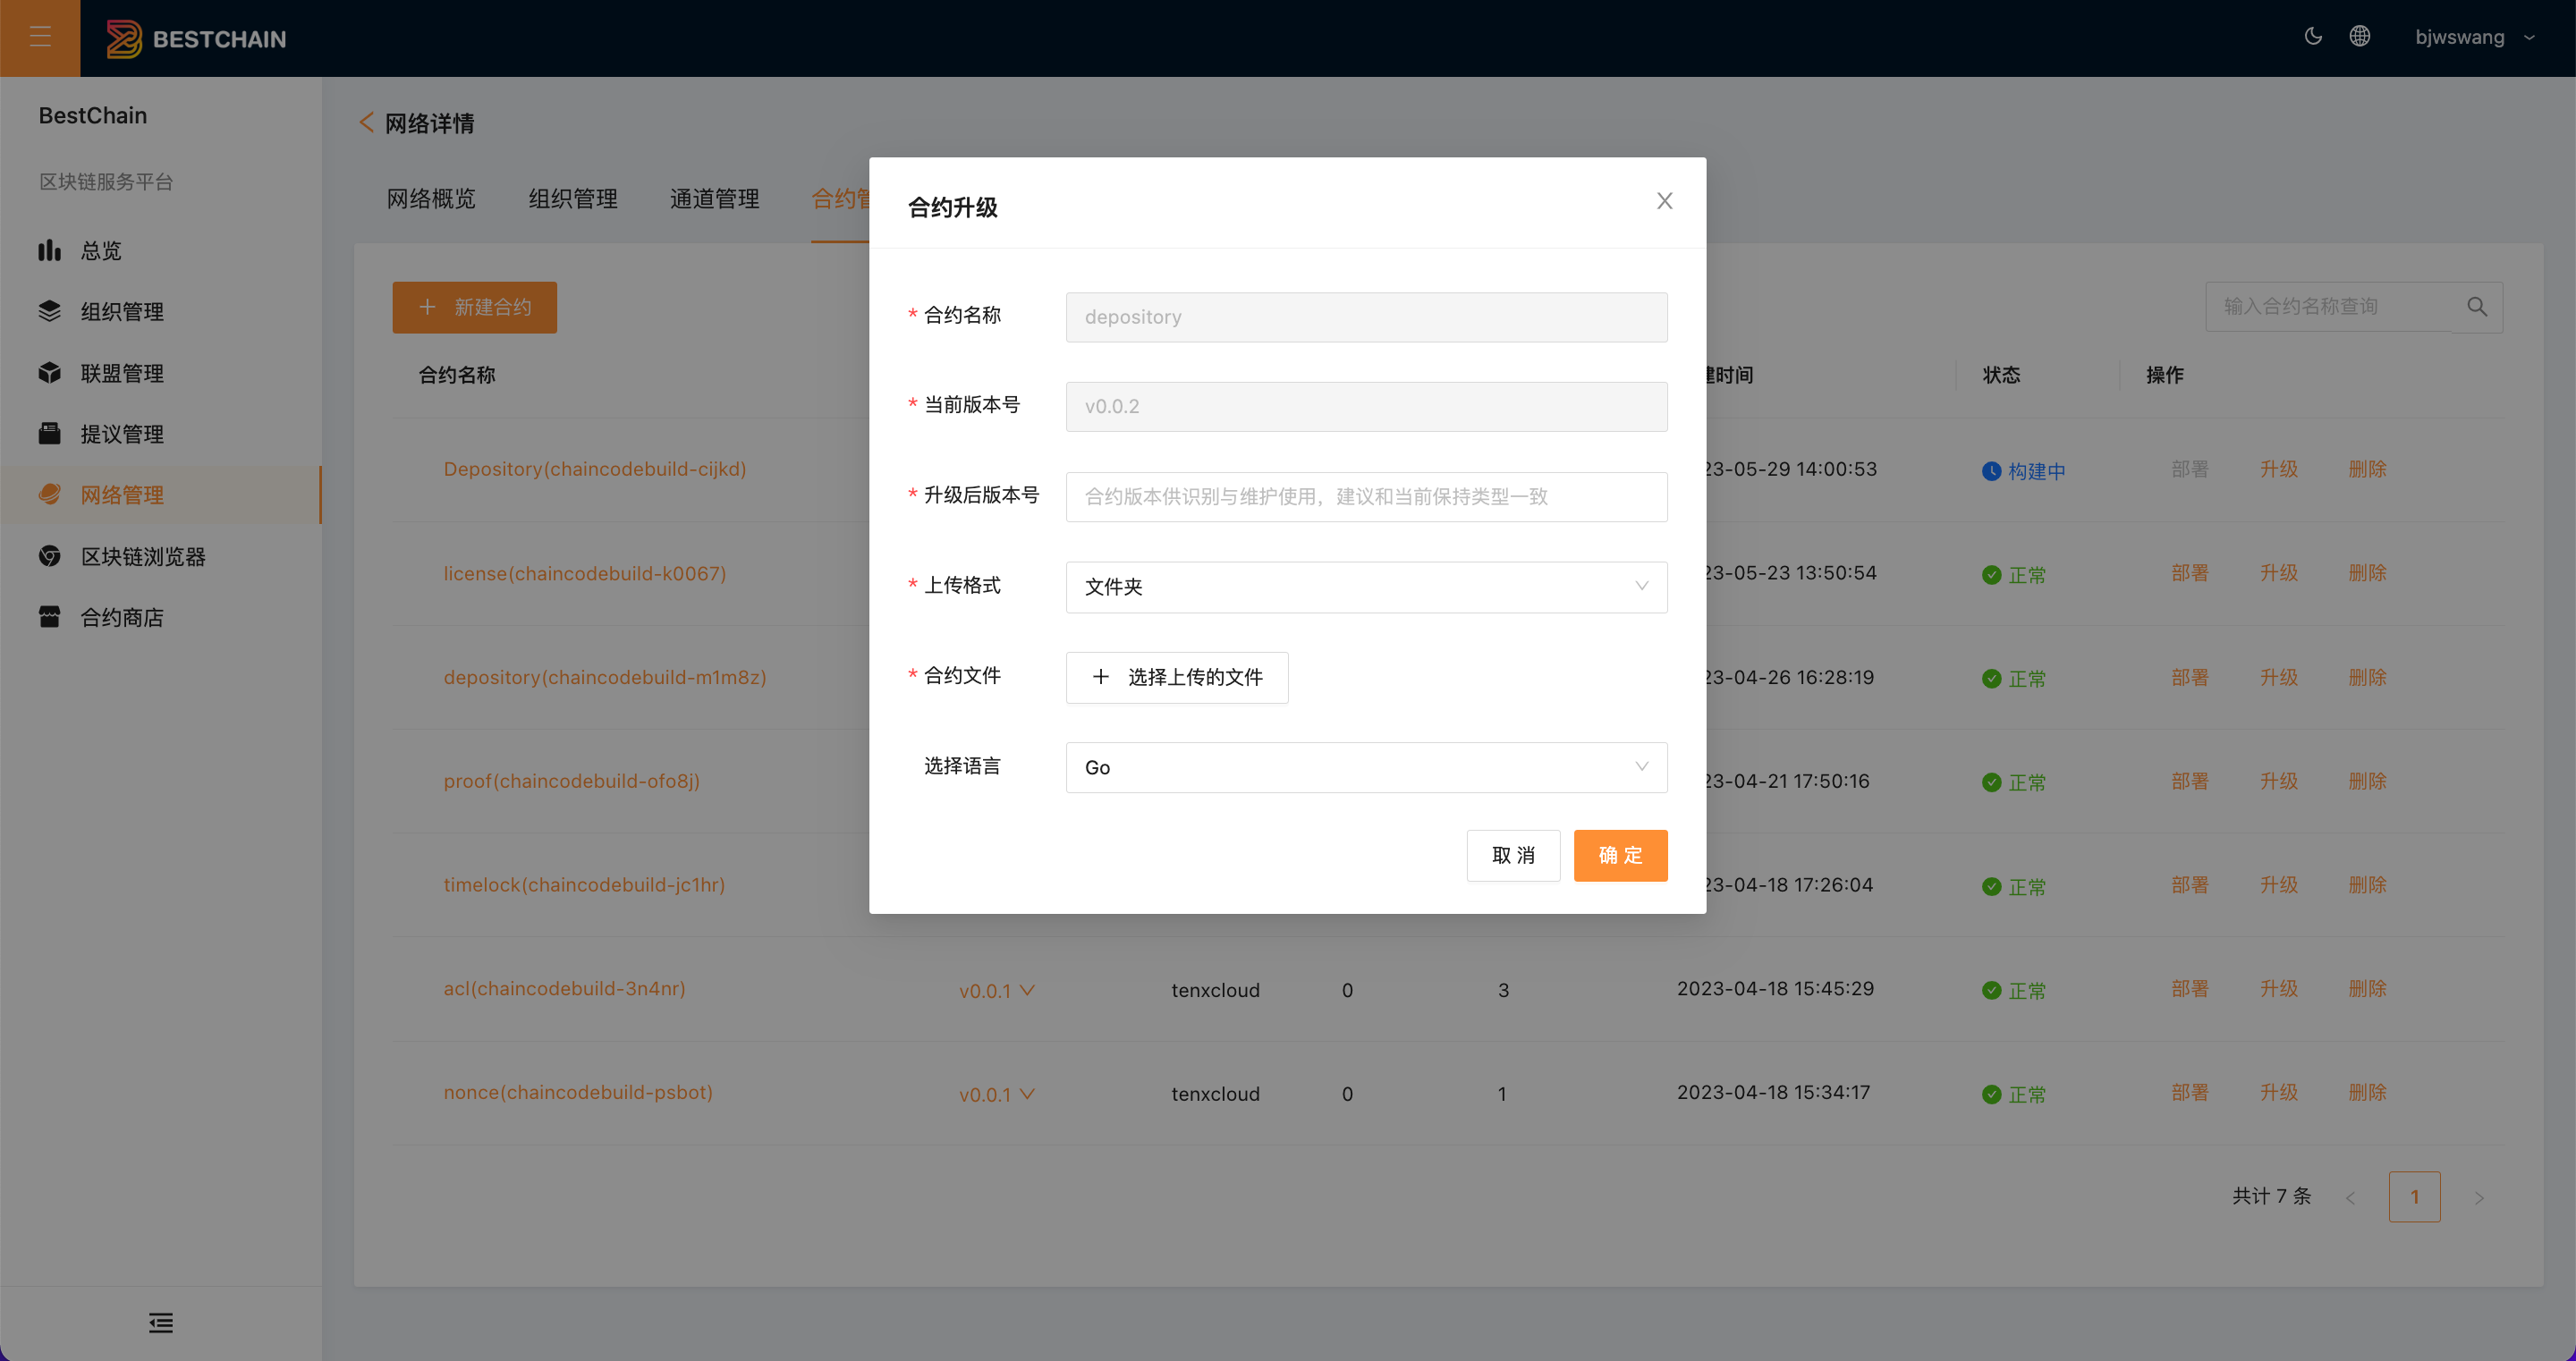 BESTCHAIN
bjwswang
BestChain
区块链服务平台
总览
组织管理
联盟管理
提议管理
网络管理
区块链浏览器
合约商店
网络详情
网络概览 组织管理 通道管理 合约
新建合约
输入合约名称查询
合约名称 时间 状态 操作
Depository(chaincodebuild-cijkd) 23-05-29 14:00:53 构建中 部署 升级 删除
license(chaincodebuild-k0067) 23-05-23 13:50:54 正常 部署 升级 删除
depository(chaincodebuild-m1m8z) 23-04-26 16:28:19 正常 部署 升级 删除
proof(chaincodebuild-ofo8j) 23-04-21 17:50:16 正常 部署 升级 删除
timelock(chaincodebuild-jc1hr) 23-04-18 17:26:04 正常 部署 升级 删除
acl(chaincodebuild-3n4nr) v0.0.1 tenxcloud 0 3 2023-04-18 15:45:29 正常 部署 升级 删除
nonce(chaincodebuild-psbot) v0.0.1 tenxcloud 0 1 2023-04-18 15:34:17 正常 部署 升级 删除
共计 7 条 < 1 >
合约升级
* 合约名称 depository
* 当前版本号 v0.0.2
* 升级后版本号 合约版本供识别与维护使用，建议和当前保持类型一致
* 上传格式 文件夹
* 合约文件 + 选择上传的文件
选择语言 Go
取 消 确 定